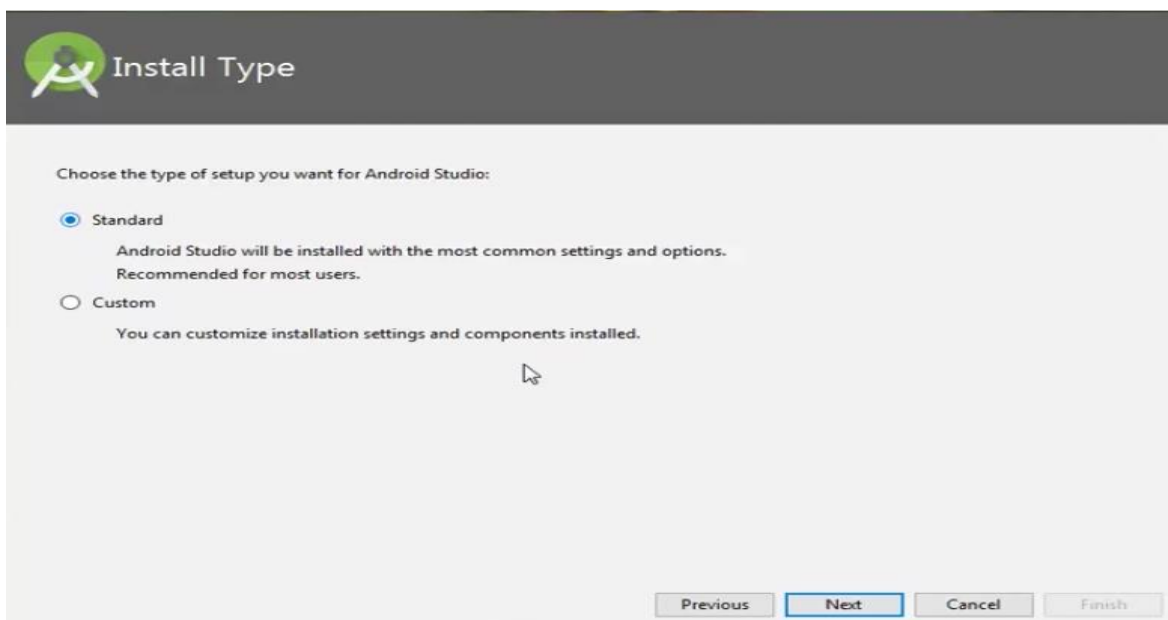 Install Type
Choose the type of setup you want for Android Studio:
Standard
Android Studio will be installed with the most common settings and options.
Recommended for most users.
Custom
You can customize installation settings and components installed.
Previous Next Cancel Finish